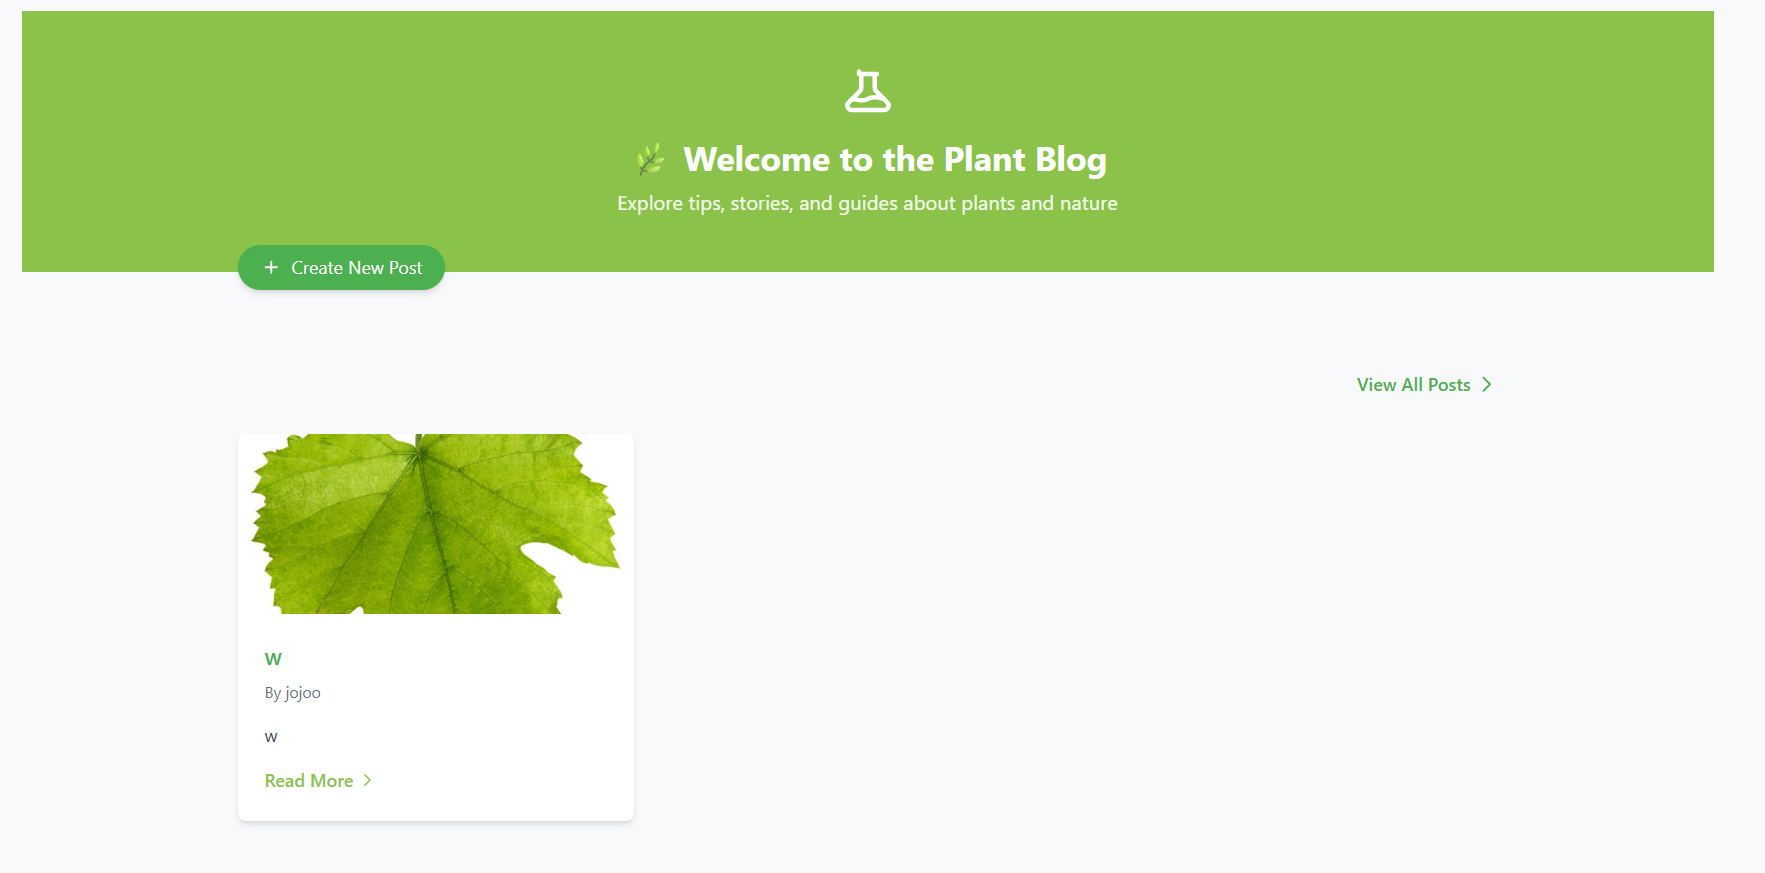 🌿 Welcome to the Plant Blog
Explore tips, stories, and guides about plants and nature
+ Create New Post
View All Posts >
W
By jojoo
w
Read More >